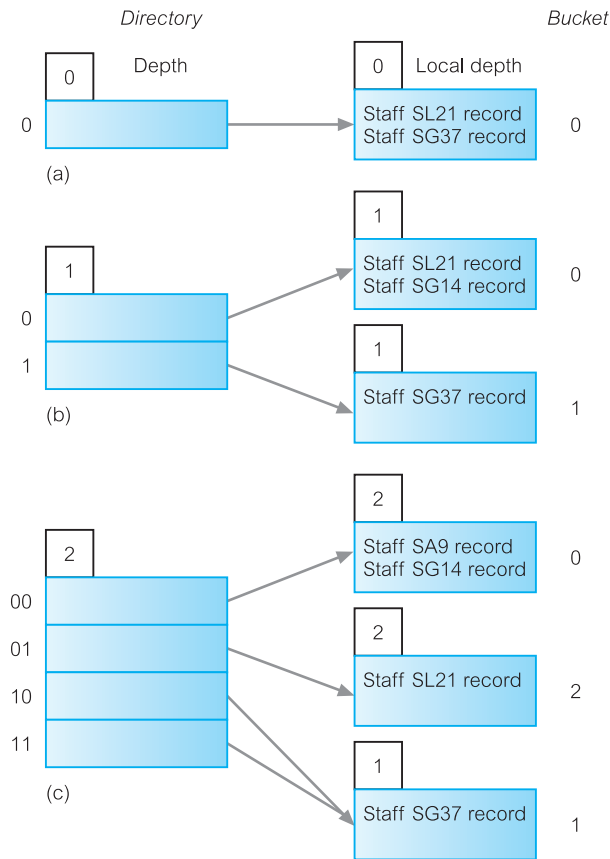 Directory Bucket
0 Depth 0 Local depth
0 Staff SL21 record 0
Staff SG37 record
(a)
1
1 Staff SL21 record 0
Staff SG14 record
0
1
1 Staff SG37 record
(b) 1
2
2 Staff SA9 record 0
Staff SG14 record
00
2
01 Staff SL21 record 2
10
11 1
(c) Staff SG37 record 1